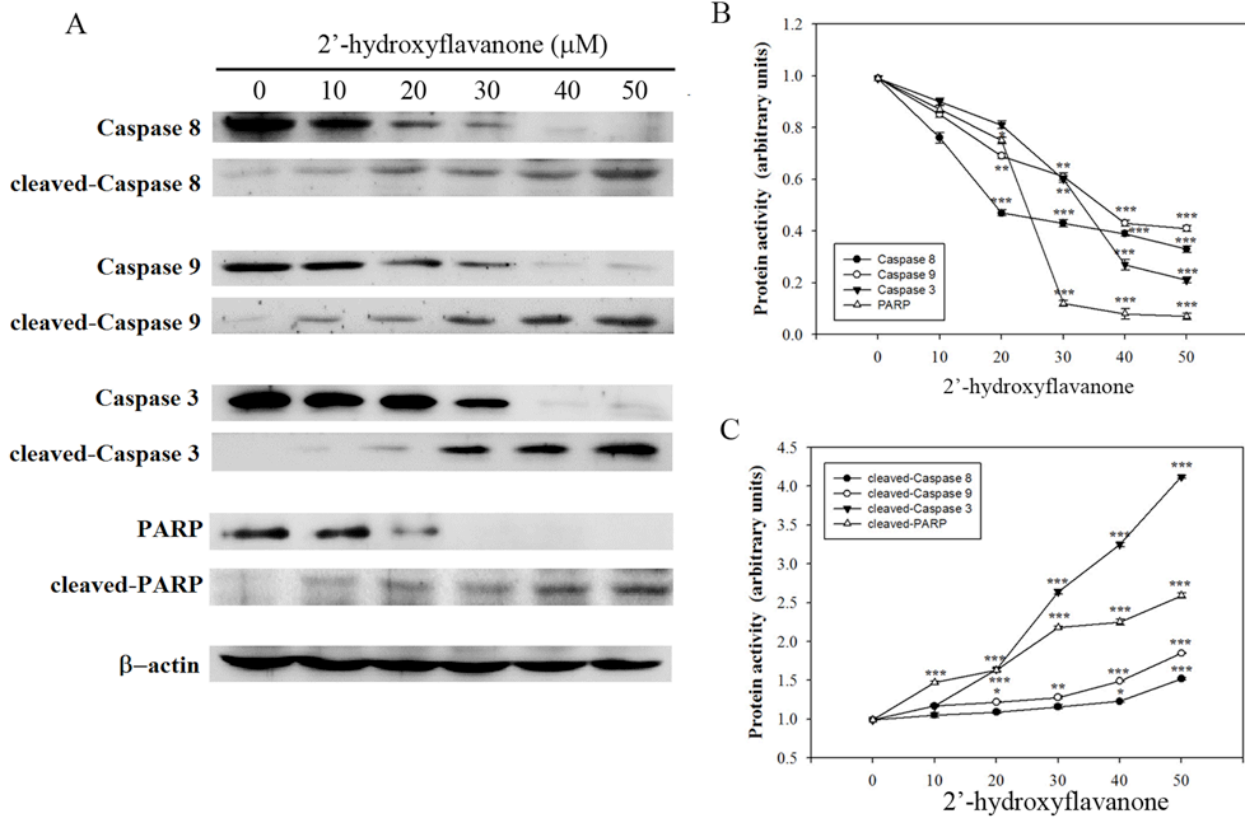 A
2’-hydroxyflavanone (μM)
0 10 20 30 40 50
Caspase 8
cleaved-Caspase 8
Caspase 9
cleaved-Caspase 9
Caspase 3
cleaved-Caspase 3
PARP
cleaved-PARP
β–actin
B
Protein activity (arbitrary units)
1.2
1.0
0.8
0.6
0.4
0.2
0.0
*
**
***
**
**
***
***
***
***
***
***
***
***
***
***
Caspase 8
Caspase 9
Caspase 3
PARP
0 10 20 30 40 50
2’-hydroxyflavanone
C
Protein activity (arbitrary units)
4.5
4.0
3.5
3.0
2.5
2.0
1.5
1.0
0.5
cleaved-Caspase 8
cleaved-Caspase 9
cleaved-Caspase 3
cleaved-PARP
***
***
***
*
***
***
**
***
***
***
*
***
***
***
***
0 10 20 30 40 50
2’-hydroxyflavanone